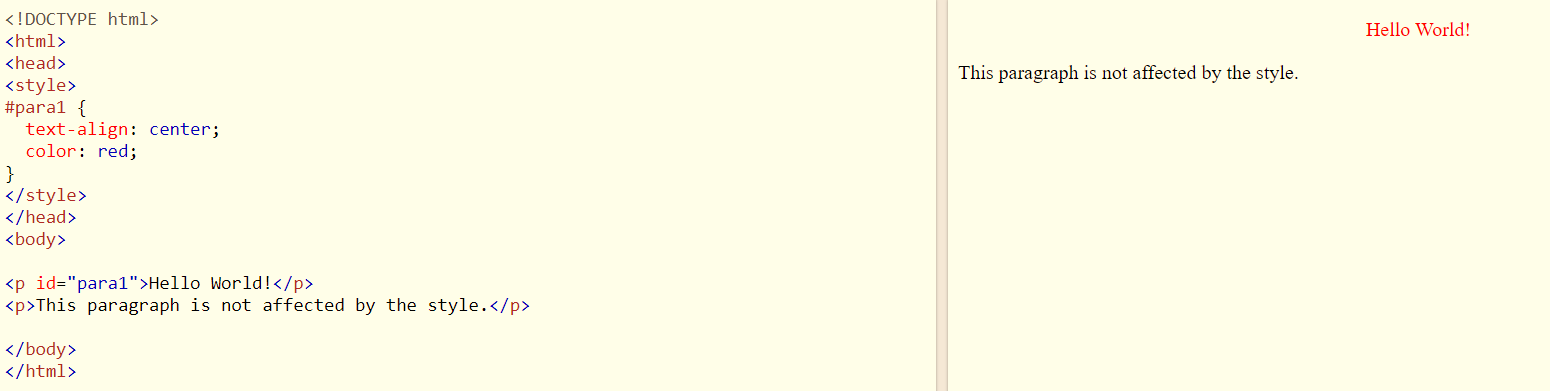 <!DOCTYPE html>
<html>
<head>
<style>
#para1 {
  text-align: center;
  color: red;
}
</style>
</head>
<body>

<p id="para1">Hello World!</p>
<p>This paragraph is not affected by the style.</p>

</body>
</html>
Hello World!
This paragraph is not affected by the style.